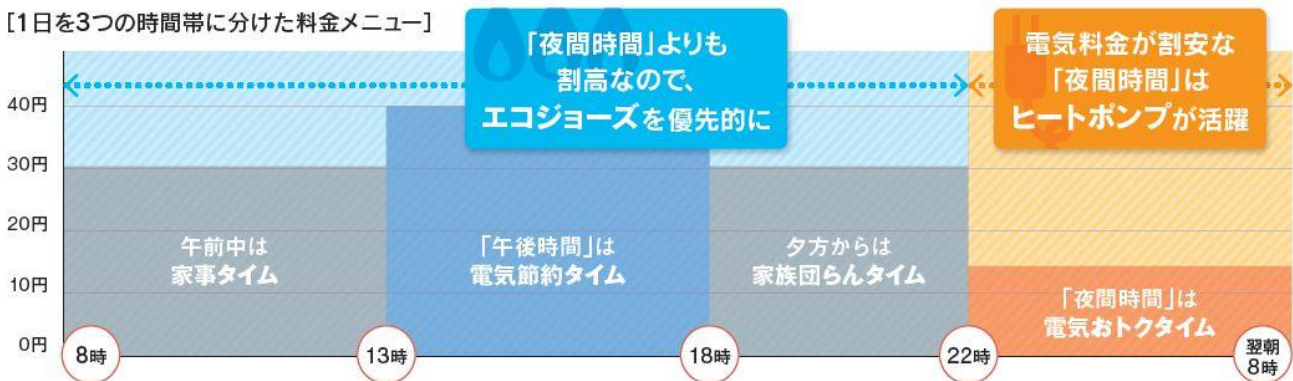 [1日を3つの時間帯に分けた料金メニュー]
「夜間時間」よりも
割高なので、
エコジョーズを優先的に
電気料金が割安な
「夜間時間」は
ヒートポンプが活躍
40円
30円
20円
10円
0円
午前中は
家事タイム
「午後時間」は
電気節約タイム
夕方からは
家族団らんタイム
「夜間時間」は
電気おトクタイム
8時
13時
18時
22時
翌朝
8時